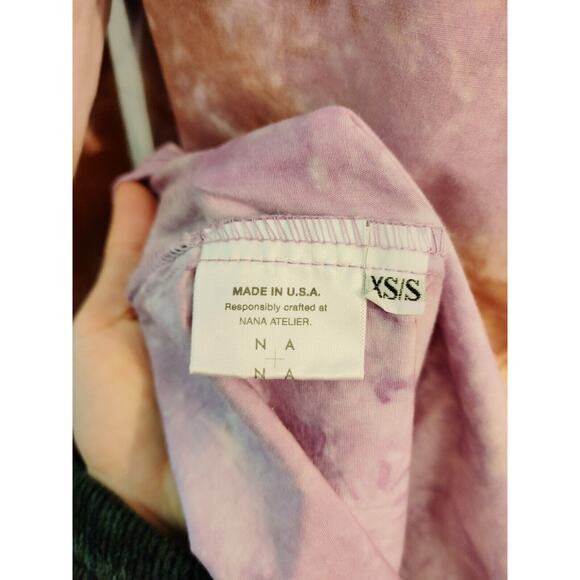 MADE IN U.S.A.
Responsibly crafted at
NANA ATELIER.
N A
+
N A
XS/S